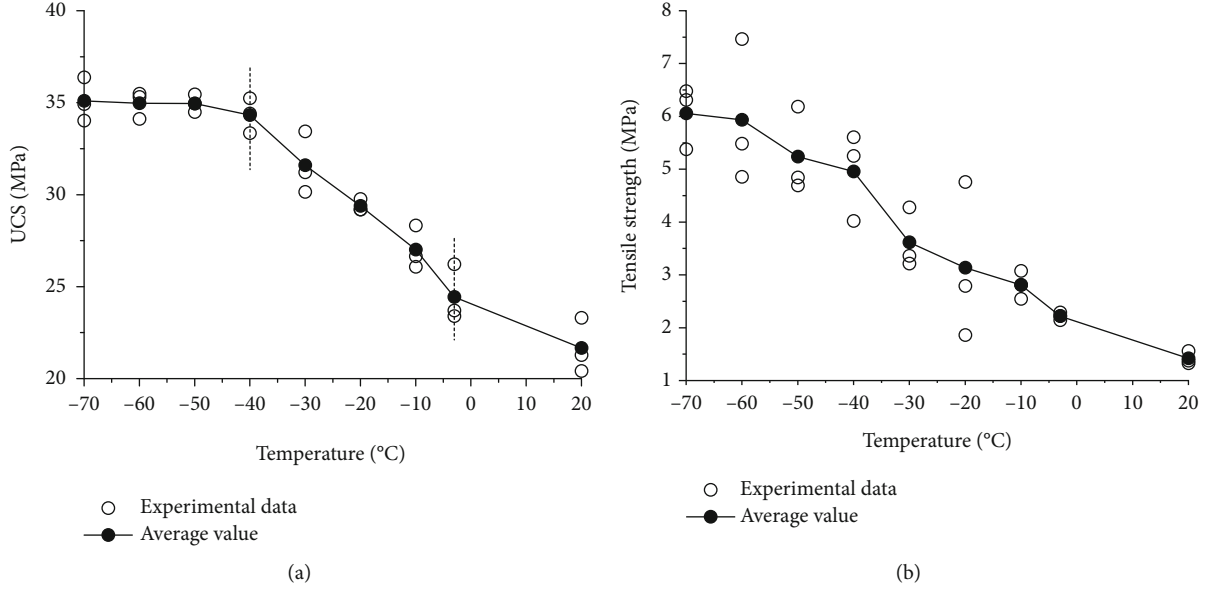 40
35
30
25
20
UCS (MPa)
–70 –60 –50 –40 –30 –20 –10 0 10 20
Temperature (°C)
Experimental data
Average value
(a)
8
7
6
5
4
3
2
1
Tensile strength (MPa)
–70 –60 –50 –40 –30 –20 –10 0 10 20
Temperature (°C)
Experimental data
Average value
(b)